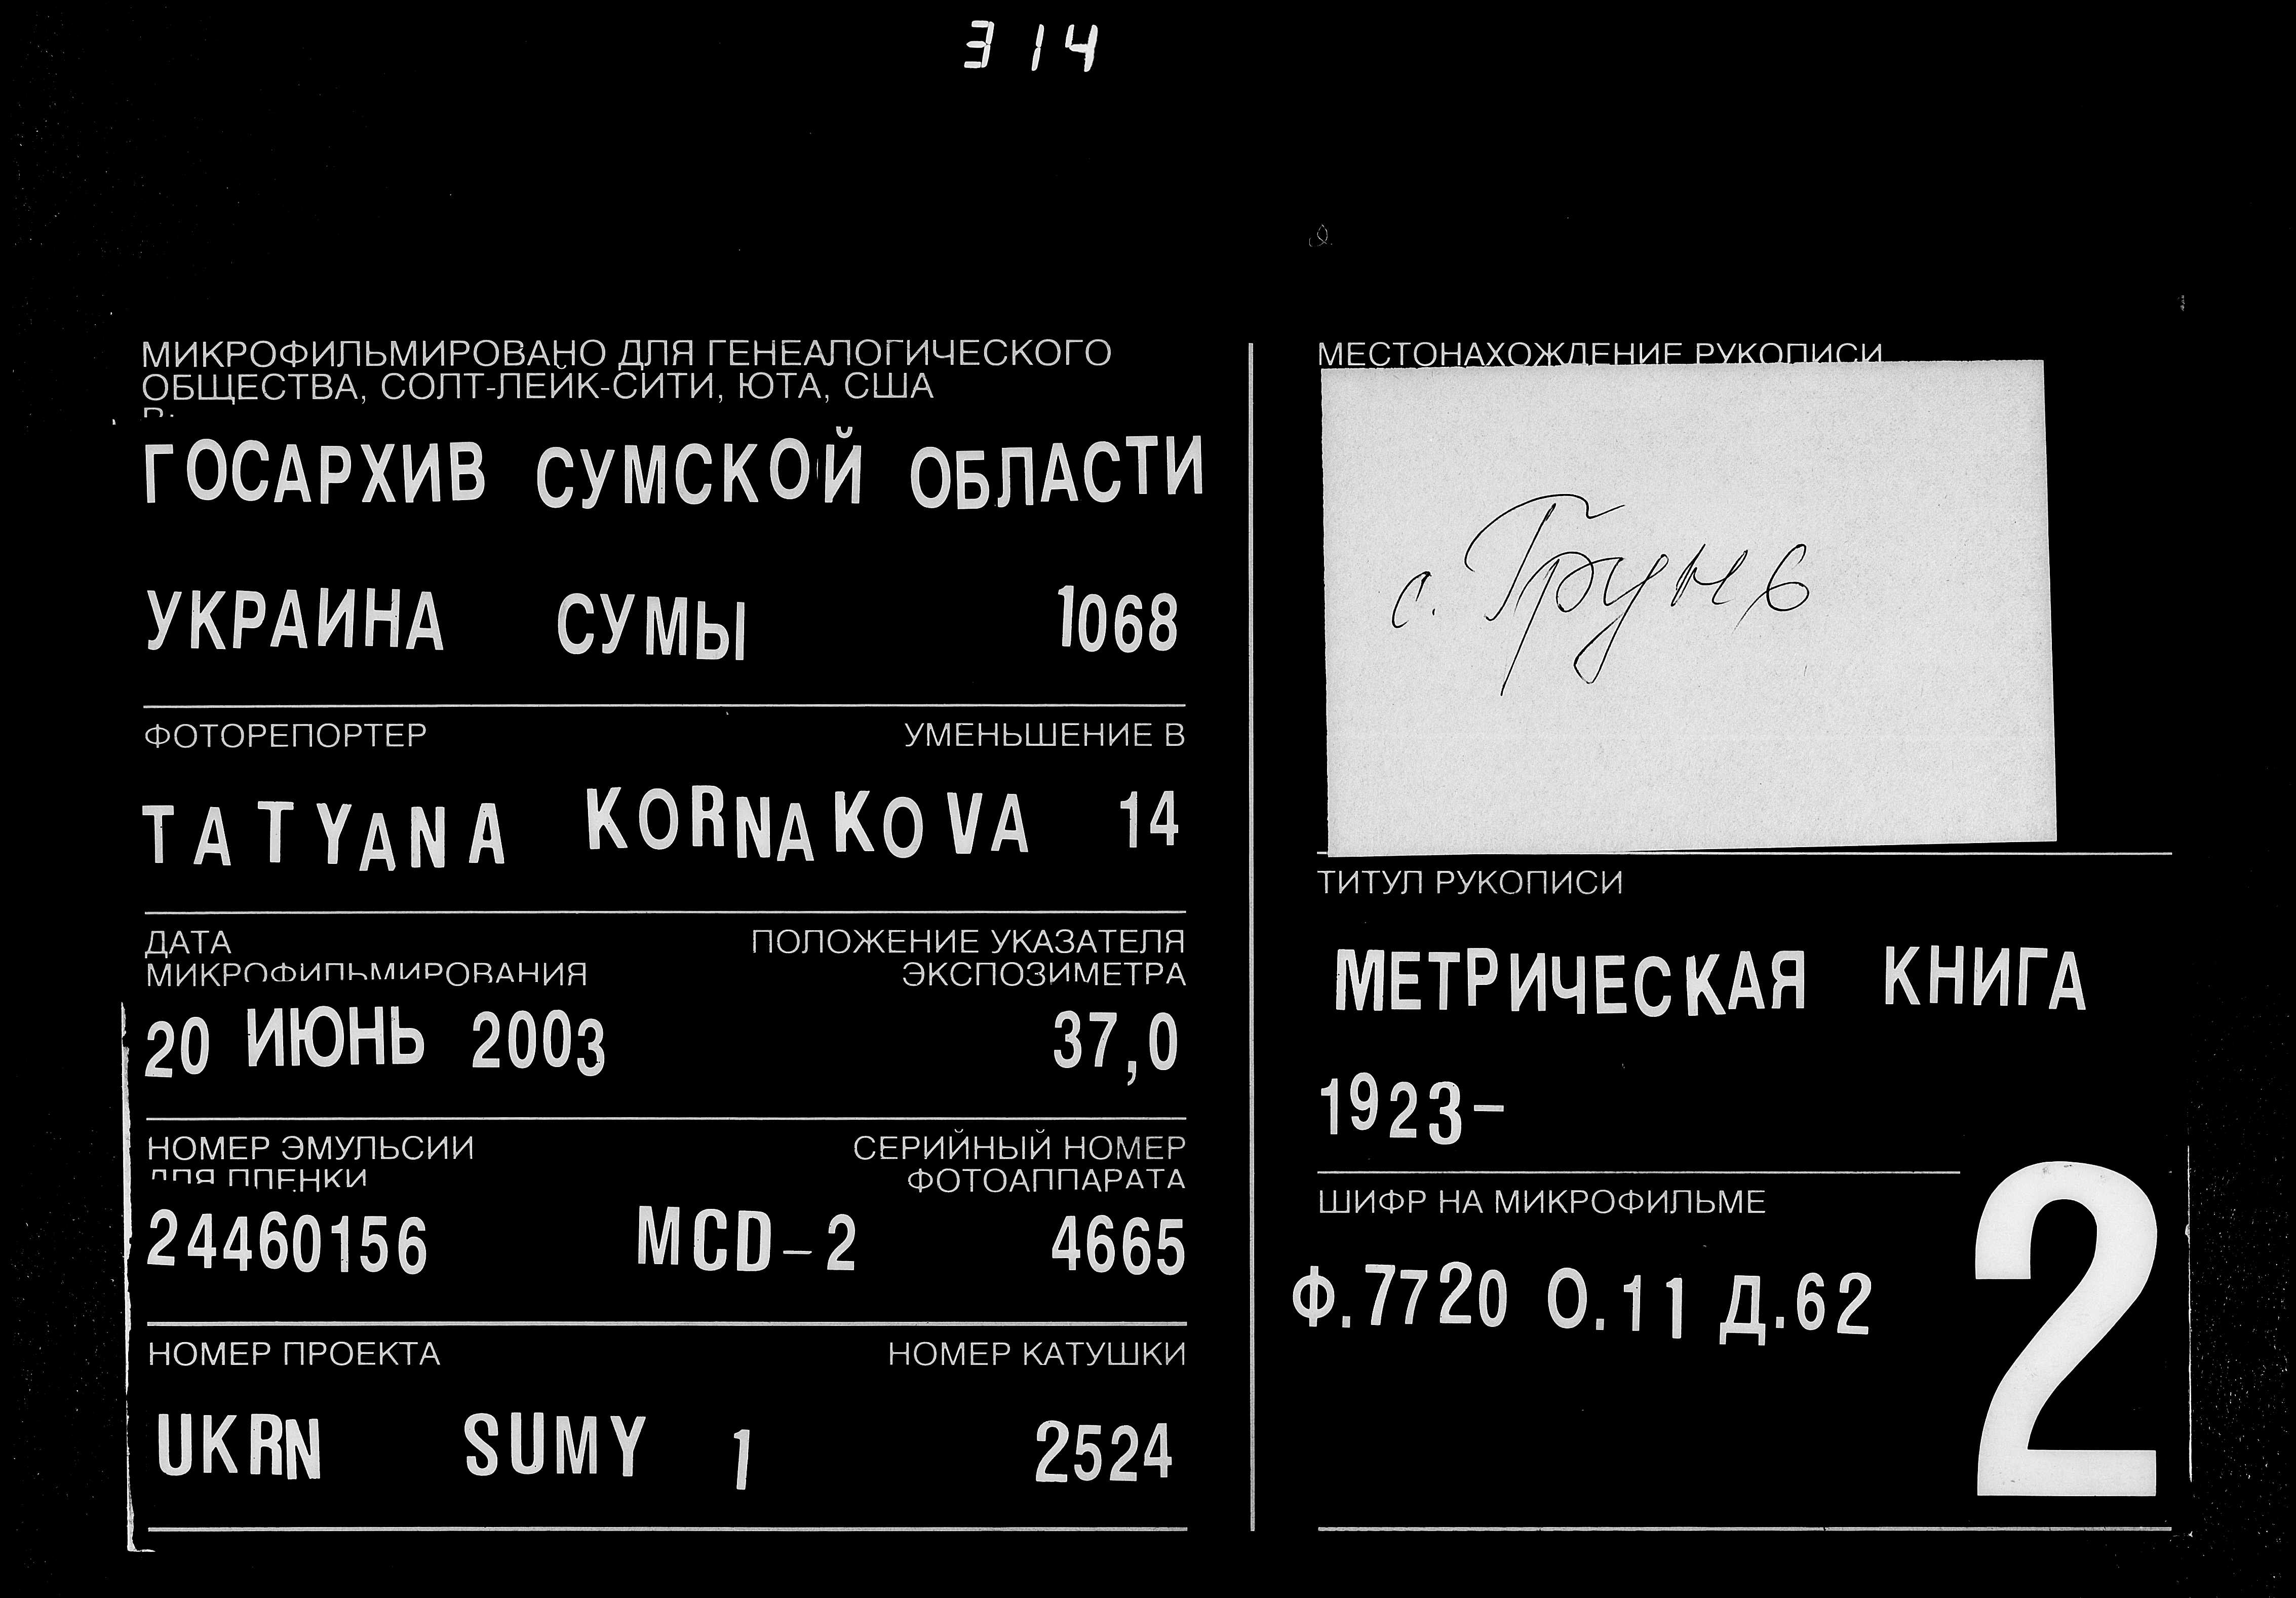 314
МИКРОФИЛЬМИРОВАНО ДЛЯ ГЕНЕАЛОГИЧЕСКОГО
ОБЩЕСТВА, СОЛТ-ЛЕЙК-СИТИ, ЮТА, США
ГОСАРХИВ СУМСКОЙ ОБЛАСТИ
УКРАИНА СУМЫ 1068
ФОТОРЕПОРТЕР УМЕНЬШЕНИЕ В
TATYANA KORNAKOVA 14
ДАТА ПОЛОЖЕНИЕ УКАЗАТЕЛЯ
МИКРОФИЛЬМИРОВАНИЯ ЭКСПОЗИМЕТРА
20 ИЮНЬ 2003 37,0
НОМЕР ЭМУЛЬСИИ СЕРИЙНЫЙ НОМЕР
ДЛЯ ПЛЕНКИ ФОТОАППАРАТА
24460156 MCD-2 4665
НОМЕР ПРОЕКТА НОМЕР КАТУШКИ
UKRN SUMY 1 2524
МЕСТОНАХОЖДЕНИЕ РУКОПИСИ
с. Грунь
ТИТУЛ РУКОПИСИ
МЕТРИЧЕСКАЯ КНИГА
1923-
ШИФР НА МИКРОФИЛЬМЕ
Ф.7720 О.11 Д.62
2